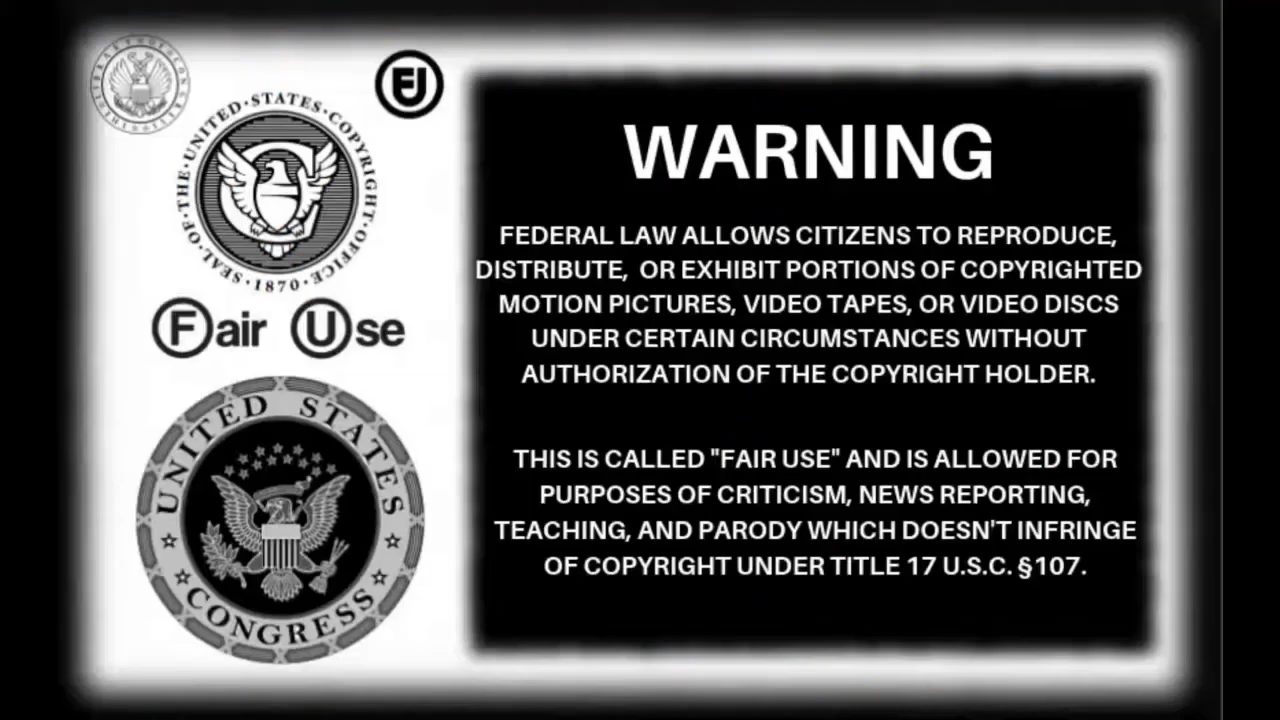 SEAL·OF·THE·UNITED·STATES·COPYRIGHT·OFFICE
·1870·
Fair Use
UNITED STATES
CONGRESS
WARNING
FEDERAL LAW ALLOWS CITIZENS TO REPRODUCE,
DISTRIBUTE, OR EXHIBIT PORTIONS OF COPYRIGHTED
MOTION PICTURES, VIDEO TAPES, OR VIDEO DISCS
UNDER CERTAIN CIRCUMSTANCES WITHOUT
AUTHORIZATION OF THE COPYRIGHT HOLDER.
THIS IS CALLED "FAIR USE" AND IS ALLOWED FOR
PURPOSES OF CRITICISM, NEWS REPORTING,
TEACHING, AND PARODY WHICH DOESN'T INFRINGE
OF COPYRIGHT UNDER TITLE 17 U.S.C. §107.